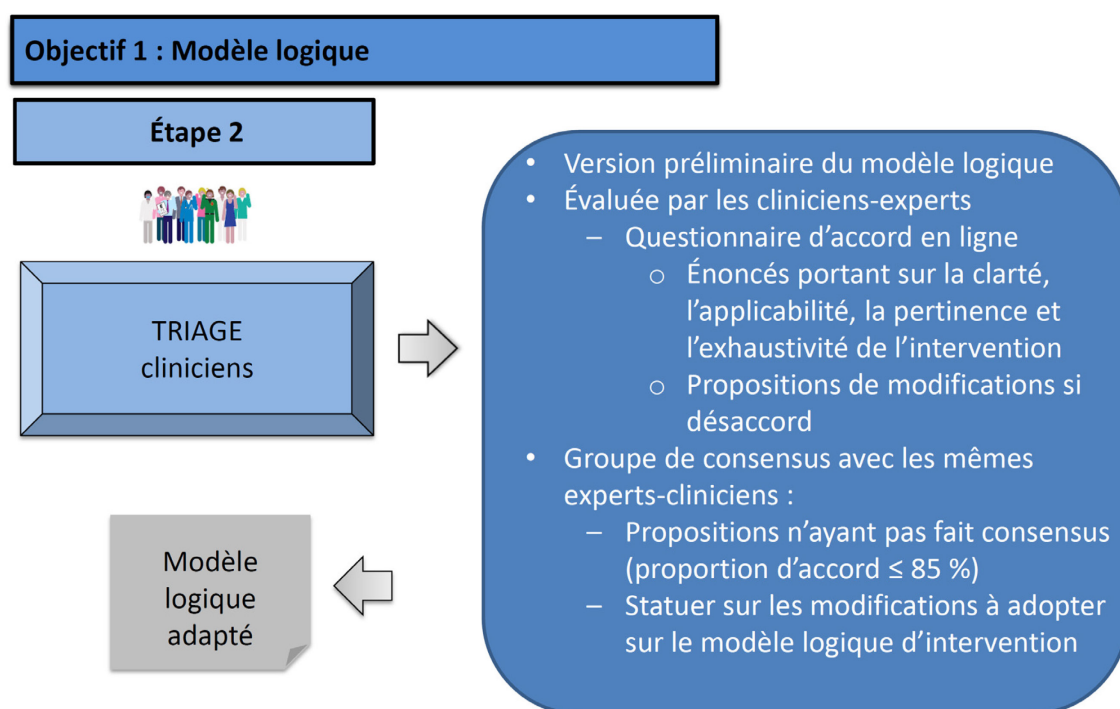 Objectif 1 : Modèle logique
Étape 2
TRIAGE
cliniciens
• Version préliminaire du modèle logique
• Évaluée par les cliniciens-experts
– Questionnaire d’accord en ligne
o Énoncés portant sur la clarté,
l’applicabilité, la pertinence et
l’exhaustivité de l’intervention
o Propositions de modifications si
désaccord
• Groupe de consensus avec les mêmes
experts-cliniciens :
– Propositions n’ayant pas fait consensus
(proportion d’accord ≤ 85 %)
– Statuer sur les modifications à adopter
sur le modèle logique d’intervention
Modèle
logique
adapté